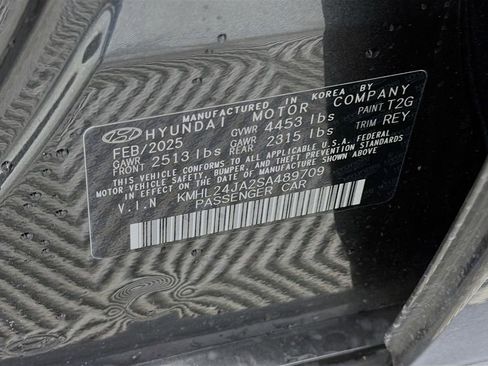 MANUFACTURED IN KOREA BY
HYUNDAI MOTOR COMPANY
FEB/2025 GVWR 4453 lbs PAINT T2G
GAWR FRONT 2513 lbs GAWR REAR 2315 lbs TRIM REY
THIS VEHICLE CONFORMS TO ALL APPLICABLE U.S.A. FEDERAL
MOTOR VEHICLE SAFETY, BUMPER, AND THEFT PREVENTION STANDARDS
IN EFFECT ON THE DATE OF MANUFACTURE SHOWN ABOVE.
V.I.N KMHL24JA2SA489709
PASSENGER CAR